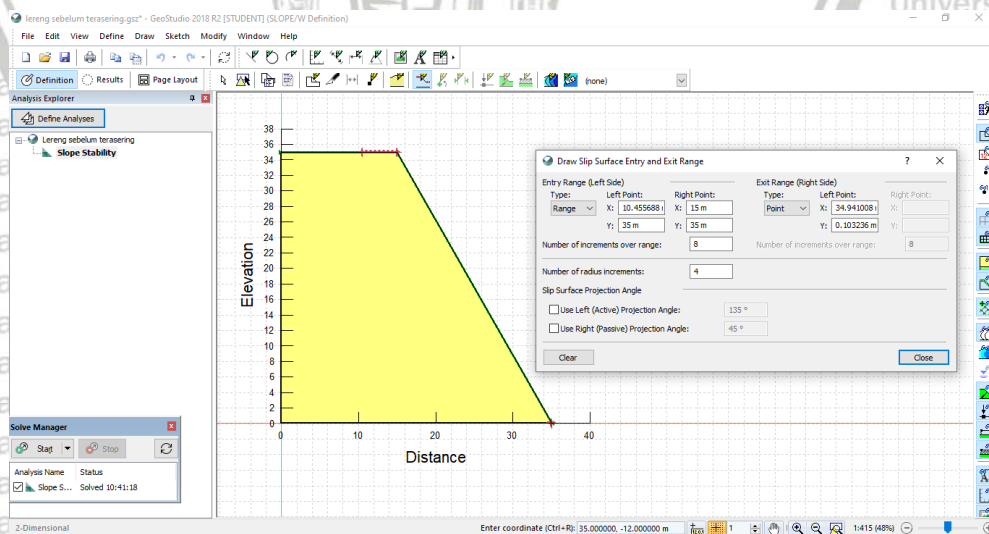 Univers
lereng sebelum terasering.gsz* - GeoStudio 2018 R2 [STUDENT] (SLOPE/W Definition)
File Edit View Define Draw Sketch Modify Window Help
Definition Results Page Layout (none)
Analysis Explorer
Define Analyses
Lereng sebelum terasering
Slope Stability
38
36
34
32
30
28
26
24
22
20
18
16
14
12
10
8
6
4
2
0
Elevation
0 10 20 30 40
Distance
Draw Slip Surface Entry and Exit Range ?
Entry Range (Left Side) Exit Range (Right Side)
Type: Left Point: Right Point: Type: Left Point: Right Point:
Range X: 10.455688 X: 15 m Point X: 34.941008 X:
Y: 35 m Y: 35 m Y: 0.103236 m Y:
Number of increments over range: 8 Number of increments over range: 8
Number of radius increments: 4
Slip Surface Projection Angle
Use Left (Active) Projection Angle: 135 °
Use Right (Passive) Projection Angle: 45 °
Clear Close
Solve Manager
Start Stop
Analysis Name Status
Slope S... Solved 10:41:18
2-Dimensional Enter coordinate (Ctrl+R): 35.000000, -12.000000 m 1 1:415 (48%)